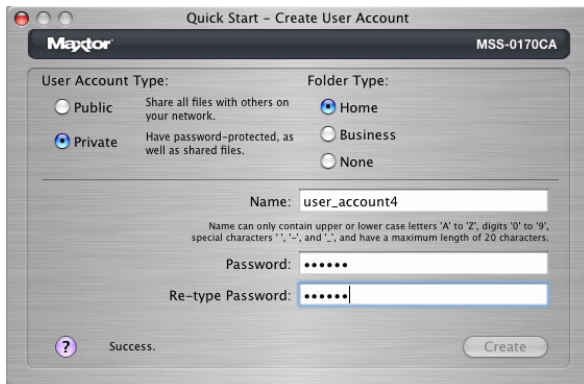 Quick Start – Create User Account
Maxtor
MSS-0170CA
User Account Type:
Folder Type:
Public
Share all files with others on
your network.
Private
Have password-protected, as
well as shared files.
Home
Business
None
Name: user_account4
Name can only contain upper or lower case letters 'A' to 'Z', digits '0' to '9',
special characters ' ', '-', and '_', and have a maximum length of 20 characters.
Password: ••••••
Re-type Password: ••••••
? Success.
Create